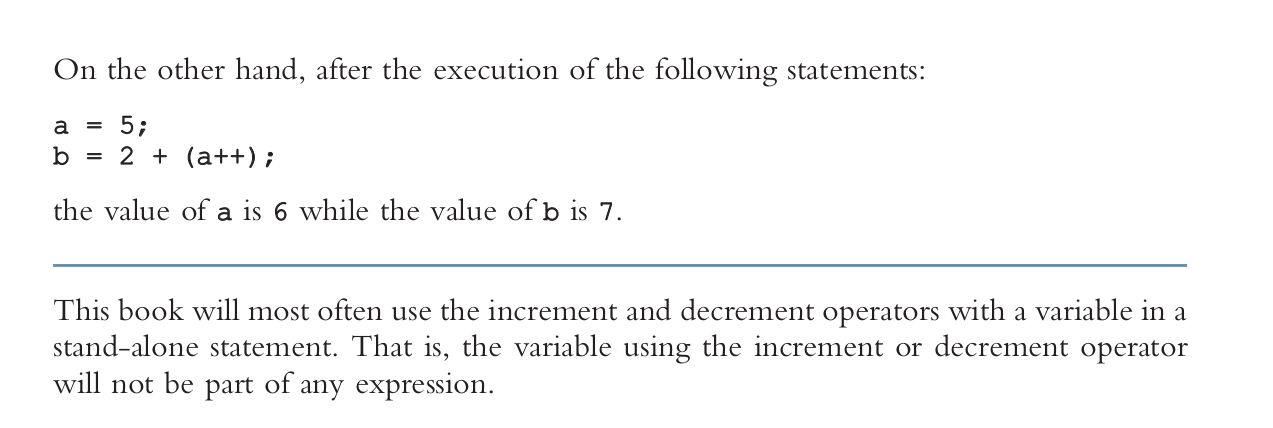 On the other hand, after the execution of the following statements:
a = 5;
b = 2 + (a++);
the value of a is 6 while the value of b is 7.
This book will most often use the increment and decrement operators with a variable in a
stand-alone statement. That is, the variable using the increment or decrement operator
will not be part of any expression.